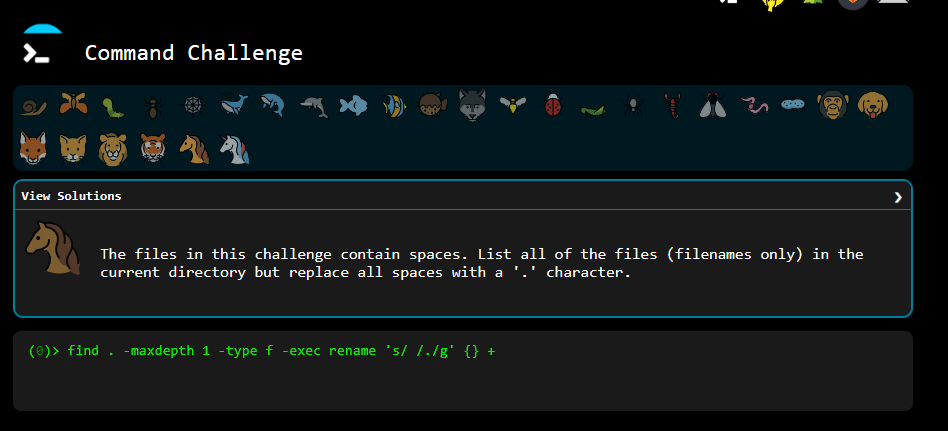 Command Challenge
View Solutions
The files in this challenge contain spaces. List all of the files (filenames only) in the
current directory but replace all spaces with a '.' character.
(0)> find . -maxdepth 1 -type f -exec rename 's/ /./g' {} +